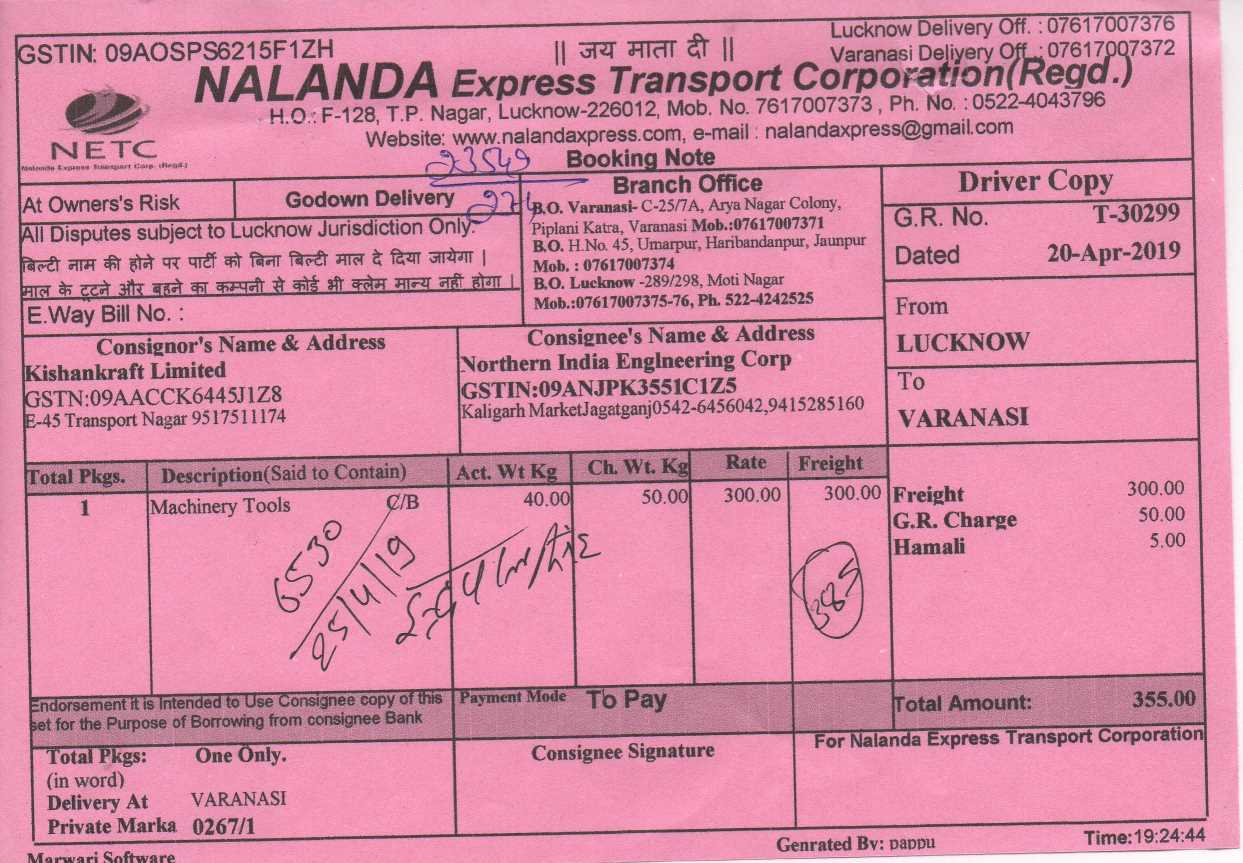 GSTIN: 09AOSPS6215F1ZH
|| जय माता दी ||
Lucknow Delivery Off. : 07617007376
Varanasi Deliyery Off. : 07617007372
NALANDA Express Transport Corporation(Regd.)
H.O.: F-128, T.P. Nagar, Lucknow-226012, Mob. No. 7617007373 , Ph. No. : 0522-4043796
Website: www.nalandaxpress.com, e-mail : nalandaxpress@gmail.com
NETC
Nalanda Express Transport Corp. (Regd.)
23549
Booking Note
At Owners's Risk
Godown Delivery
All Disputes subject to Lucknow Jurisdiction Only.
बिल्टी नाम की होने पर पार्टी को बिना बिल्टी माल दे दिया जायेगा |
माल के टूटने और बहने का कम्पनी से कोई भी क्लेम मान्य नहीं होगा |
E.Way Bill No. :
Branch Office
B.O. Varanasi- C-25/7A, Arya Nagar Colony,
Piplani Katra, Varanasi Mob.:07617007371
B.O. H.No. 45, Umarpur, Haribandanpur, Jaunpur
Mob. : 07617007374
B.O. Lucknow -289/298, Moti Nagar
Mob.:07617007375-76, Ph. 522-4242525
Driver Copy
G.R. No. T-30299
Dated 20-Apr-2019
From
LUCKNOW
To
VARANASI
Consignor's Name & Address
Kishankraft Limited
GSTN:09AACCK6445J1Z8
E-45 Transport Nagar 9517511174
Consignee's Name & Address
Northern India Englneering Corp
GSTIN:09ANJPK3551C1Z5
Kaligarh MarketJagatganj0542-6456042,9415285160
Total Pkgs. Description(Said to Contain) Act. Wt Kg Ch. Wt. Kg Rate Freight
1 Machinery Tools C/B 40.00 50.00 300.00 300.00
Freight 300.00
G.R. Charge 50.00
Hamali 5.00
6530
25/4/19
385
Endorsement it is Intended to Use Consignee copy of this
set for the Purpose of Borrowing from consignee Bank
Payment Mode To Pay
Total Amount: 355.00
Total Pkgs: One Only.
(in word)
Delivery At VARANASI
Private Marka 0267/1
Consignee Signature
For Nalanda Express Transport Corporation
Marwari Software
Genrated By: pappu
Time:19:24:44